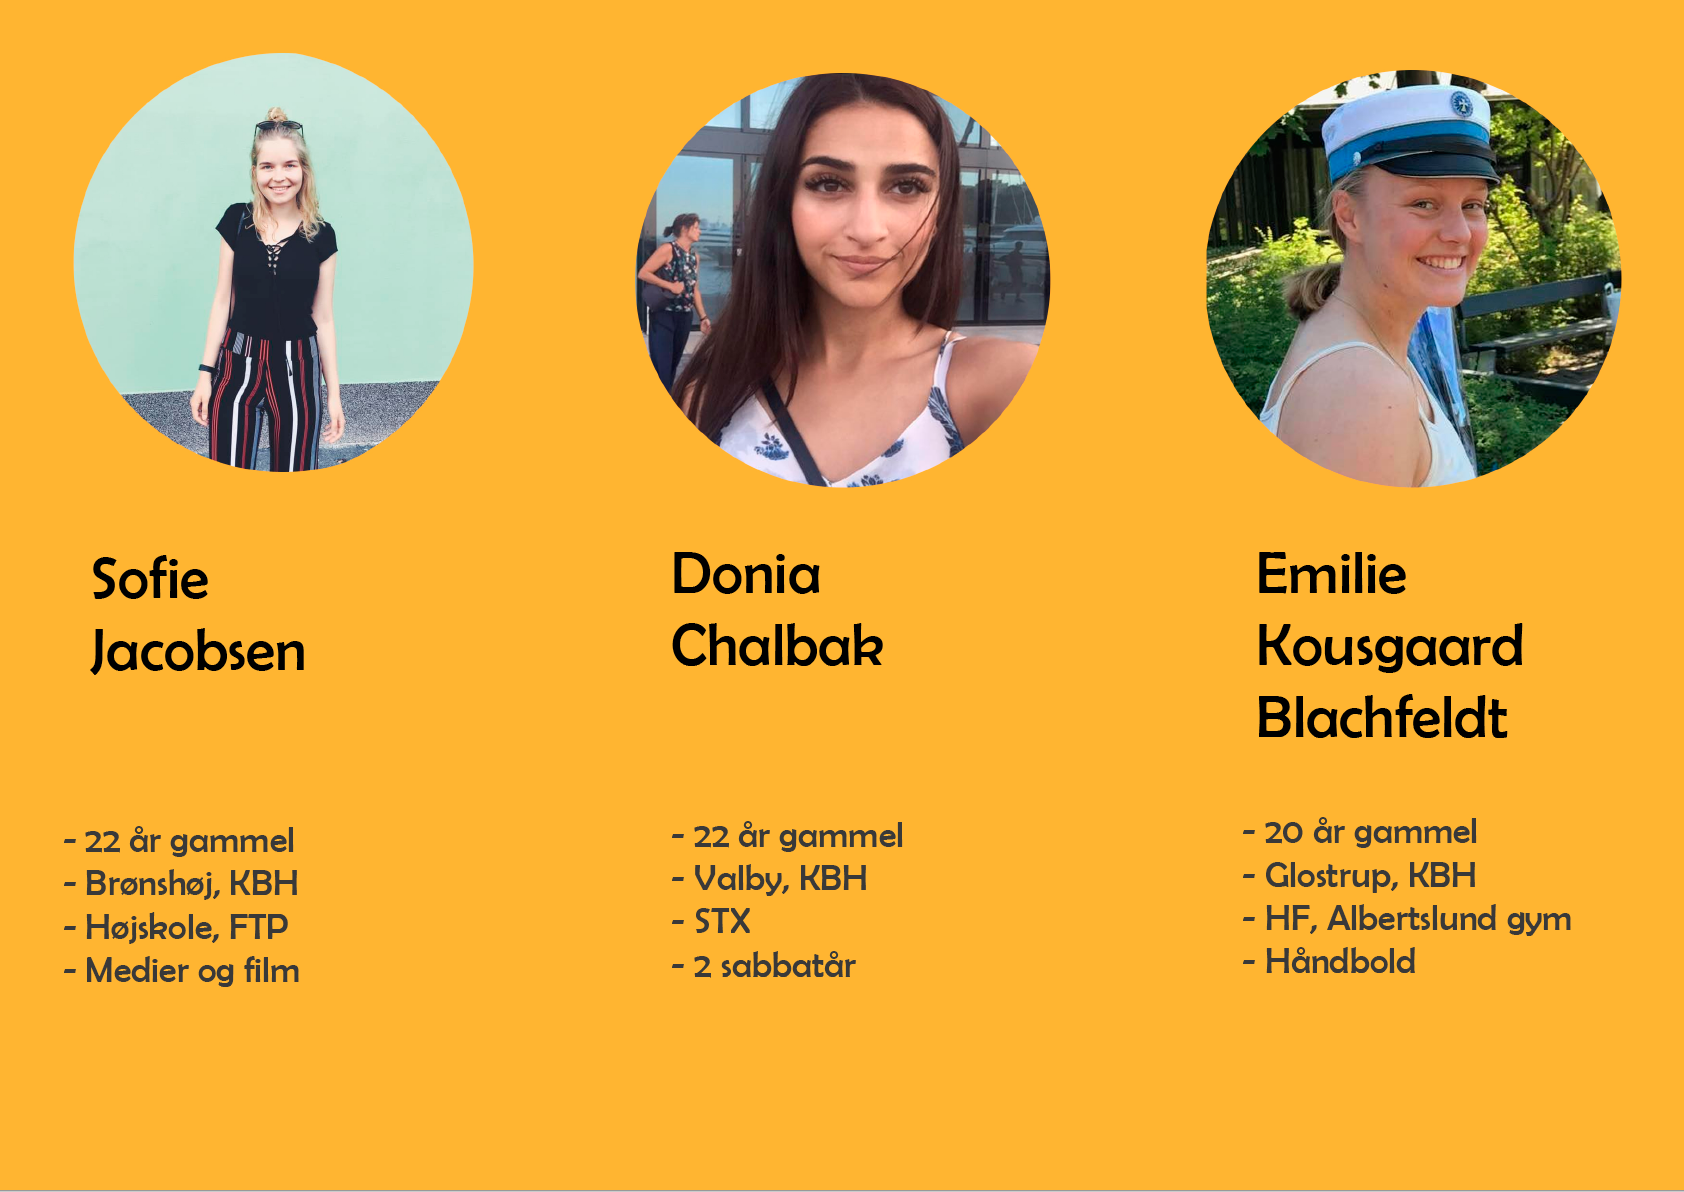 Sofie
Jacobsen
- 22 år gammel
- Brønshøj, KBH
- Højskole, FTP
- Medier og film
Donia
Chalbak
- 22 år gammel
- Valby, KBH
- STX
- 2 sabbatår
Emilie
Kousgaard
Blachfeldt
- 20 år gammel
- Glostrup, KBH
- HF, Albertslund gym
- Håndbold